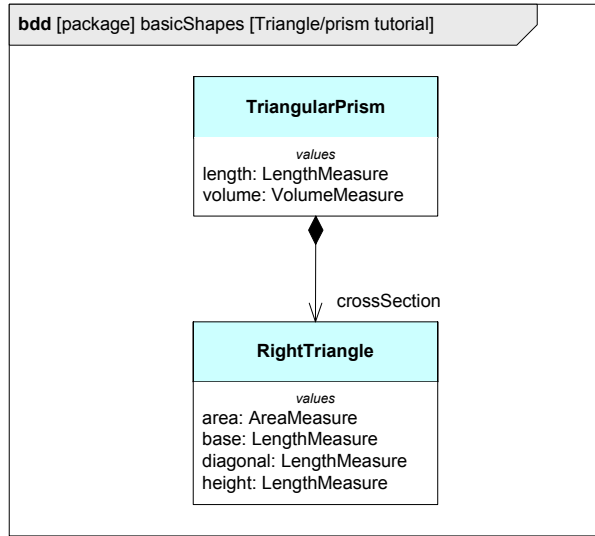 bdd [package] basicShapes [Triangle/prism tutorial]
TriangularPrism
values
length: LengthMeasure
volume: VolumeMeasure
crossSection
RightTriangle
values
area: AreaMeasure
base: LengthMeasure
diagonal: LengthMeasure
height: LengthMeasure